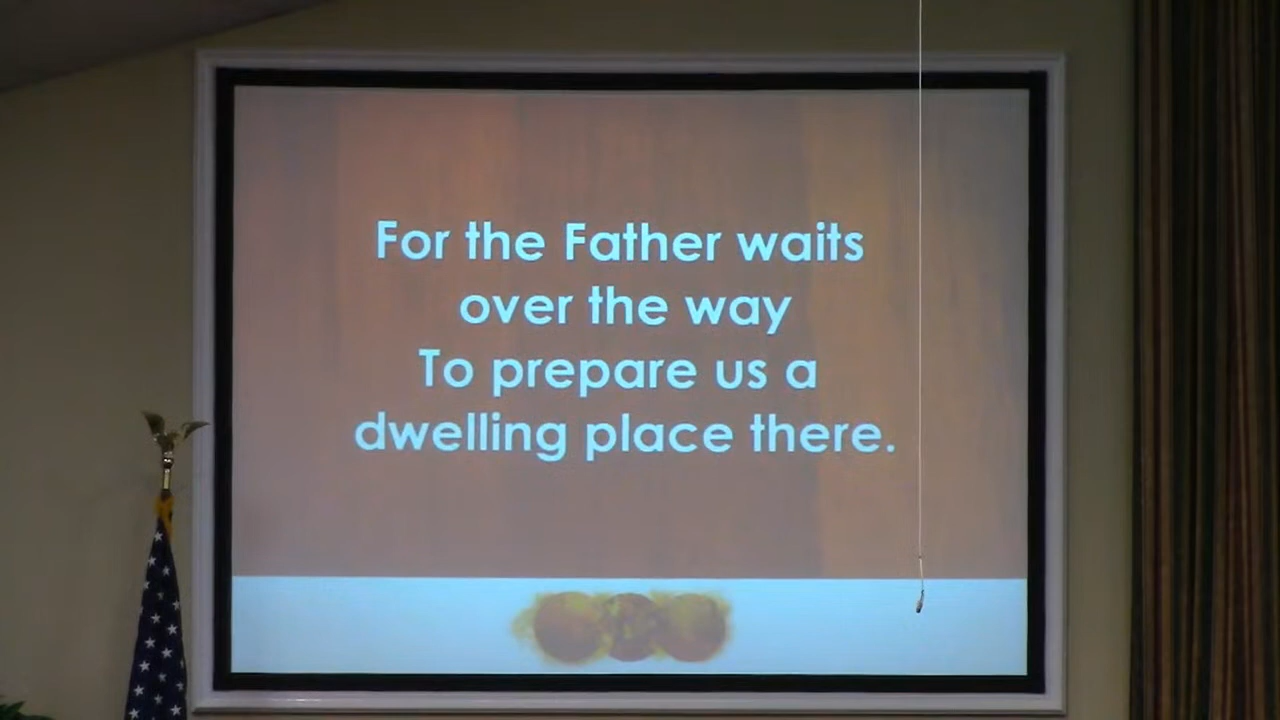 For the Father waits
over the way
To prepare us a
dwelling place there.